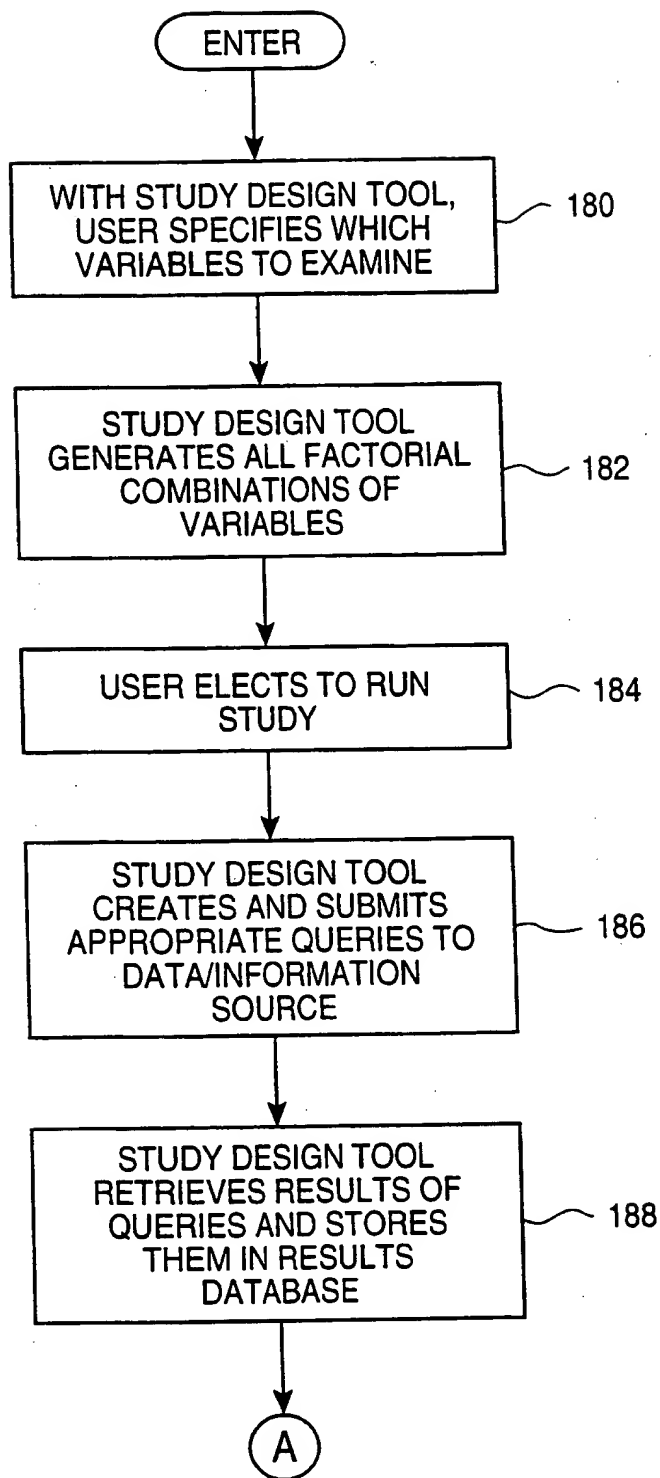 ENTER
WITH STUDY DESIGN TOOL,
USER SPECIFIES WHICH
VARIABLES TO EXAMINE
180
STUDY DESIGN TOOL
GENERATES ALL FACTORIAL
COMBINATIONS OF
VARIABLES
182
USER ELECTS TO RUN
STUDY
184
STUDY DESIGN TOOL
CREATES AND SUBMITS
APPROPRIATE QUERIES TO
DATA/INFORMATION
SOURCE
186
STUDY DESIGN TOOL
RETRIEVES RESULTS OF
QUERIES AND STORES
THEM IN RESULTS
DATABASE
188
A